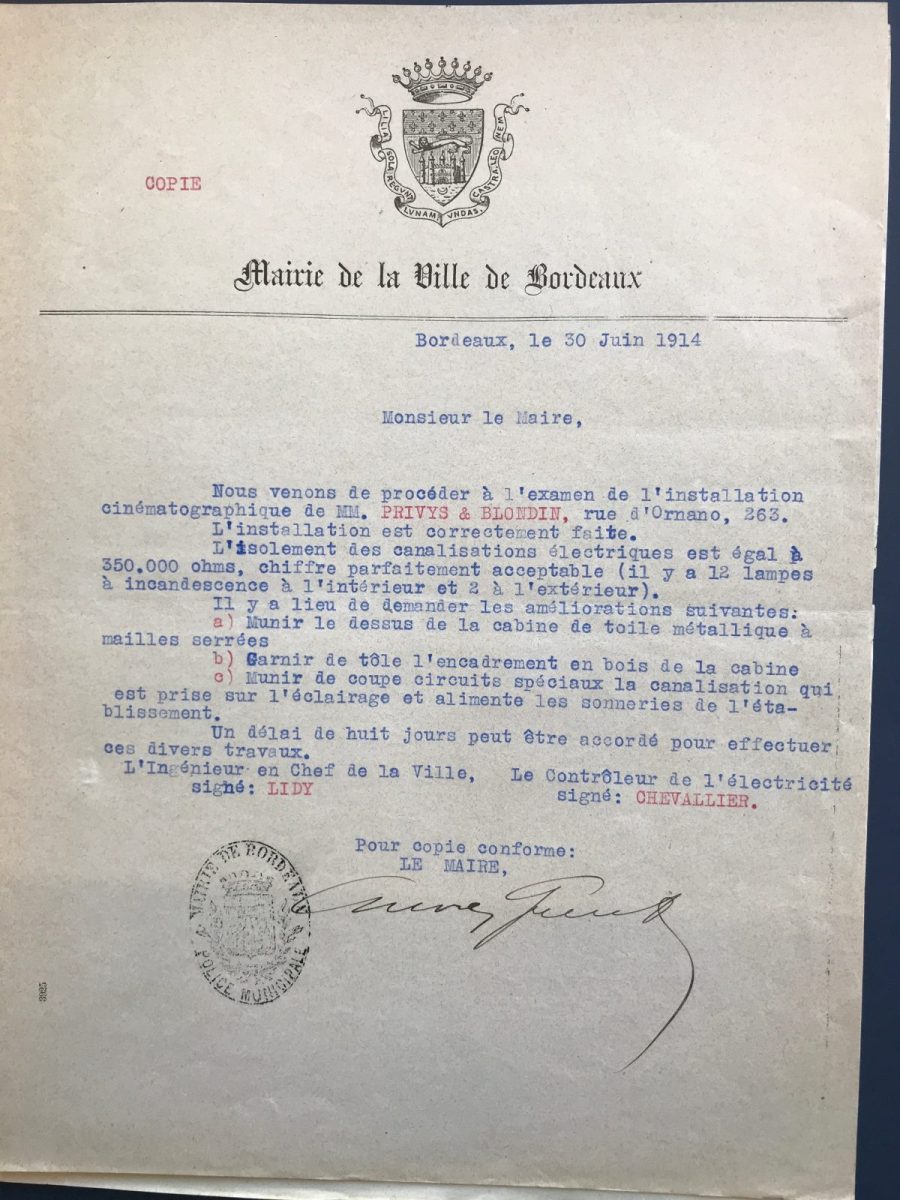 LILIA SOLA REGVNT LVNAM VNDAS CASTRA LEONEM
COPIE
Mairie de la Ville de Bordeaux
Bordeaux, le 30 Juin 1914
Monsieur le Maire,
Nous venons de procéder à l'examen de l'installation
cinématographique de MM. PRIVYS & BLONDIN, rue d'Ornano, 263.
L'installation est correctement faite.
L'isolement des canalisations électriques est égal à
350.000 ohms, chiffre parfaitement acceptable (il y a 12 lampes
à incandescence à l'intérieur et 2 à l'extérieur).
Il y a lieu de demander les améliorations suivantes:
a) Munir le dessus de la cabine de toile métallique à
mailles serrées
b) Garnir de tôle l'encadrement en bois de la cabine
c) Munir de coupe circuits spéciaux la canalisation qui
est prise sur l'éclairage et alimente les sonneries de l'éta-
blissement.
Un délai de huit jours peut être accordé pour effectuer
ces divers travaux.
L'Ingénieur en Chef de la Ville, Le Contrôleur de l'électricité
signé: LIDY signé: CHEVALLIER.
Pour copie conforme:
LE MAIRE,
MAIRIE DE BORDEAUX
POLICE MUNICIPALE